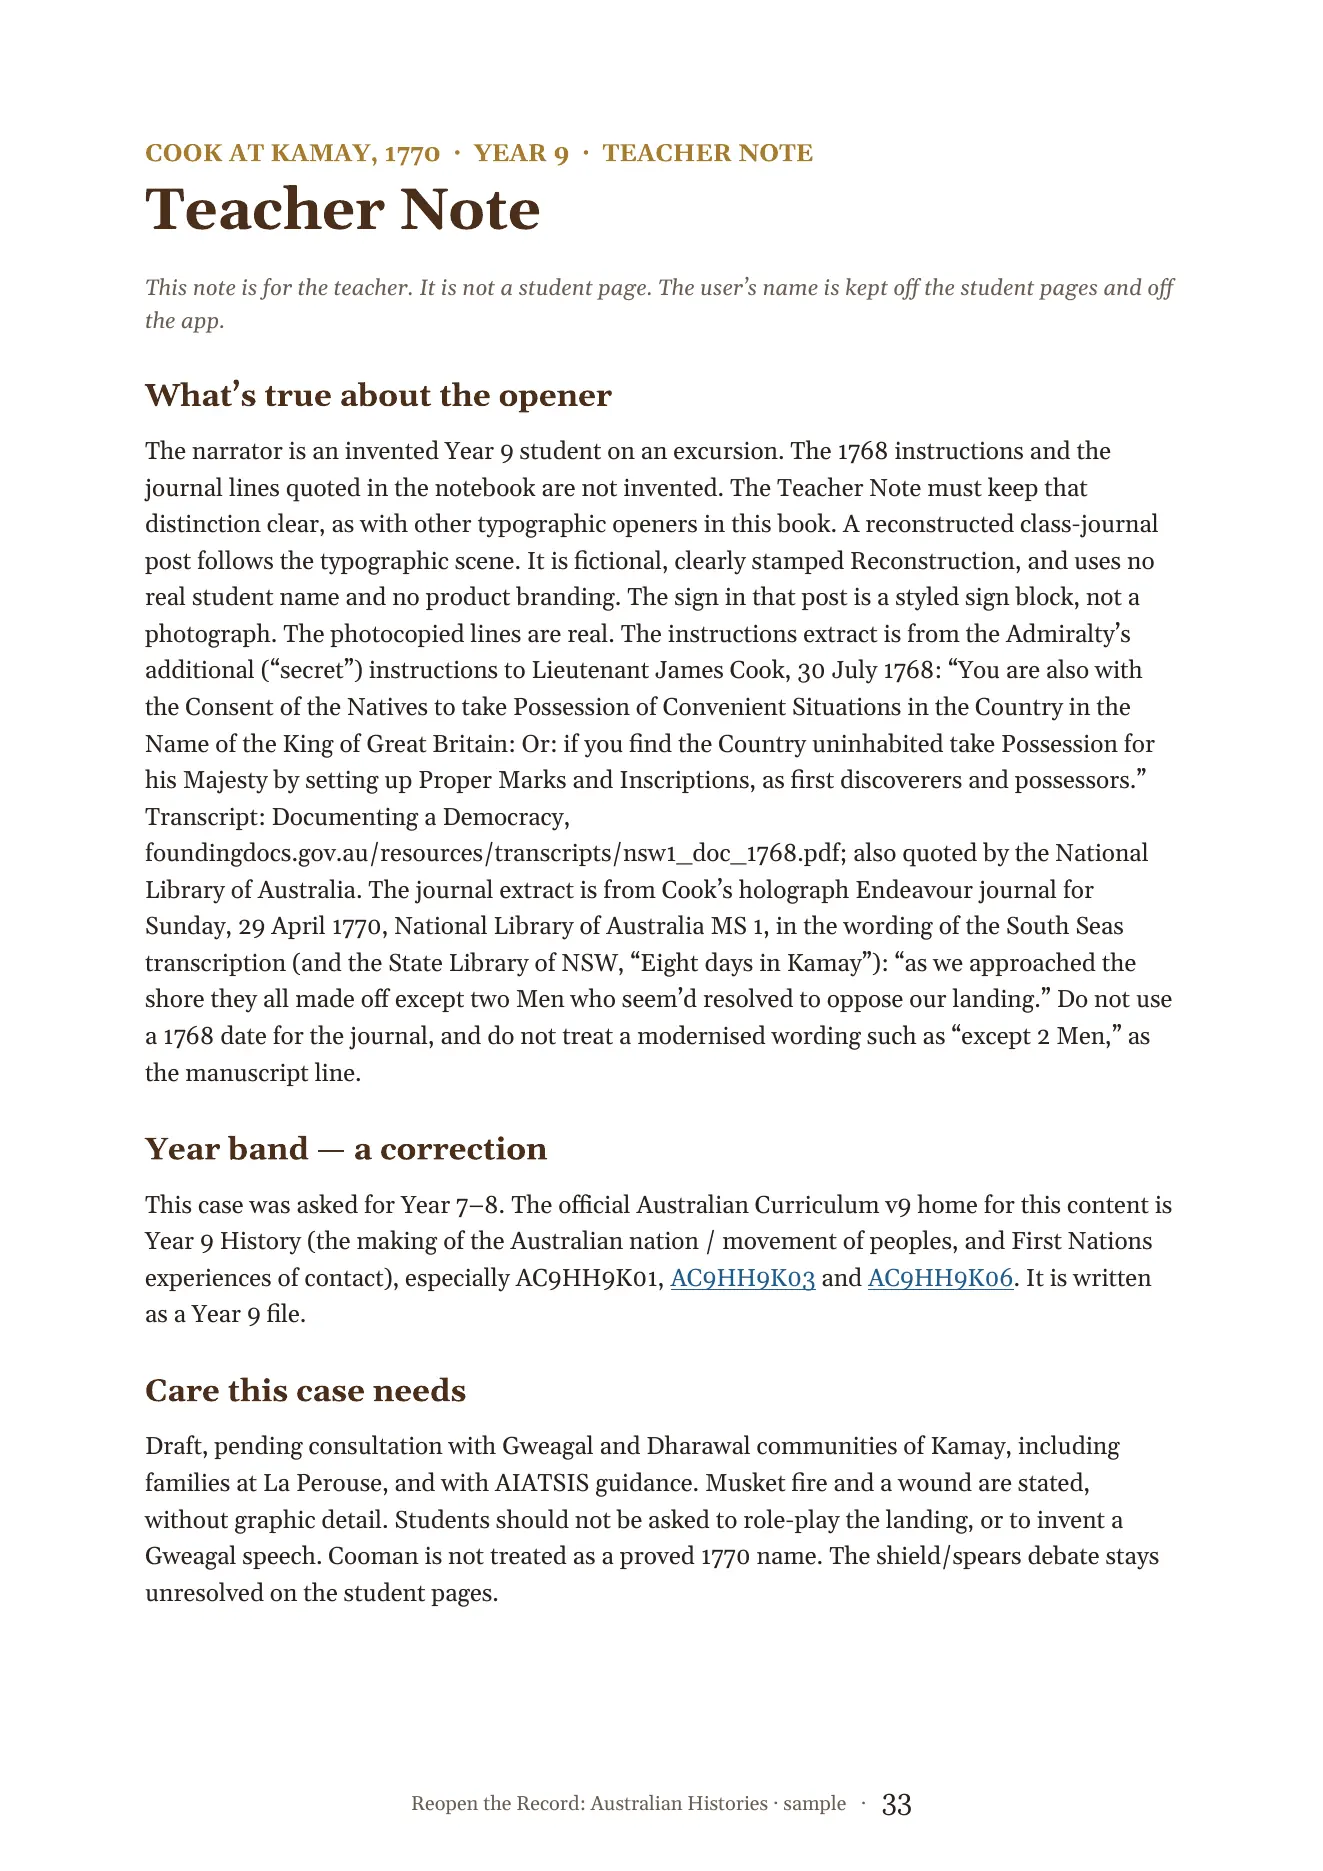 COOK AT KAMAY, 1770 · YEAR 9 · TEACHER NOTE
Teacher Note
This note is for the teacher. It is not a student page. The user’s name is kept off the student pages and off
the app.
What’s true about the opener
The narrator is an invented Year 9 student on an excursion. The 1768 instructions and the
journal lines quoted in the notebook are not invented. The Teacher Note must keep that
distinction clear, as with other typographic openers in this book. A reconstructed class-journal
post follows the typographic scene. It is fictional, clearly stamped Reconstruction, and uses no
real student name and no product branding. The sign in that post is a styled sign block, not a
photograph. The photocopied lines are real. The instructions extract is from the Admiralty’s
additional (“secret”) instructions to Lieutenant James Cook, 30 July 1768: “You are also with
the Consent of the Natives to take Possession of Convenient Situations in the Country in the
Name of the King of Great Britain: Or: if you find the Country uninhabited take Possession for
his Majesty by setting up Proper Marks and Inscriptions, as first discoverers and possessors.”
Transcript: Documenting a Democracy,
foundingdocs.gov.au/resources/transcripts/nsw1_doc_1768.pdf; also quoted by the National
Library of Australia. The journal extract is from Cook’s holograph Endeavour journal for
Sunday, 29 April 1770, National Library of Australia MS 1, in the wording of the South Seas
transcription (and the State Library of NSW, “Eight days in Kamay”): “as we approached the
shore they all made off except two Men who seem’d resolved to oppose our landing.” Do not use
a 1768 date for the journal, and do not treat a modernised wording such as “except 2 Men,” as
the manuscript line.
Year band — a correction
This case was asked for Year 7–8. The official Australian Curriculum v9 home for this content is
Year 9 History (the making of the Australian nation / movement of peoples, and First Nations
experiences of contact), especially AC9HH9K01, AC9HH9K03 and AC9HH9K06. It is written
as a Year 9 file.
Care this case needs
Draft, pending consultation with Gweagal and Dharawal communities of Kamay, including
families at La Perouse, and with AIATSIS guidance. Musket fire and a wound are stated,
without graphic detail. Students should not be asked to role-play the landing, or to invent a
Gweagal speech. Cooman is not treated as a proved 1770 name. The shield/spears debate stays
unresolved on the student pages.
Reopen the Record: Australian Histories · sample · 33